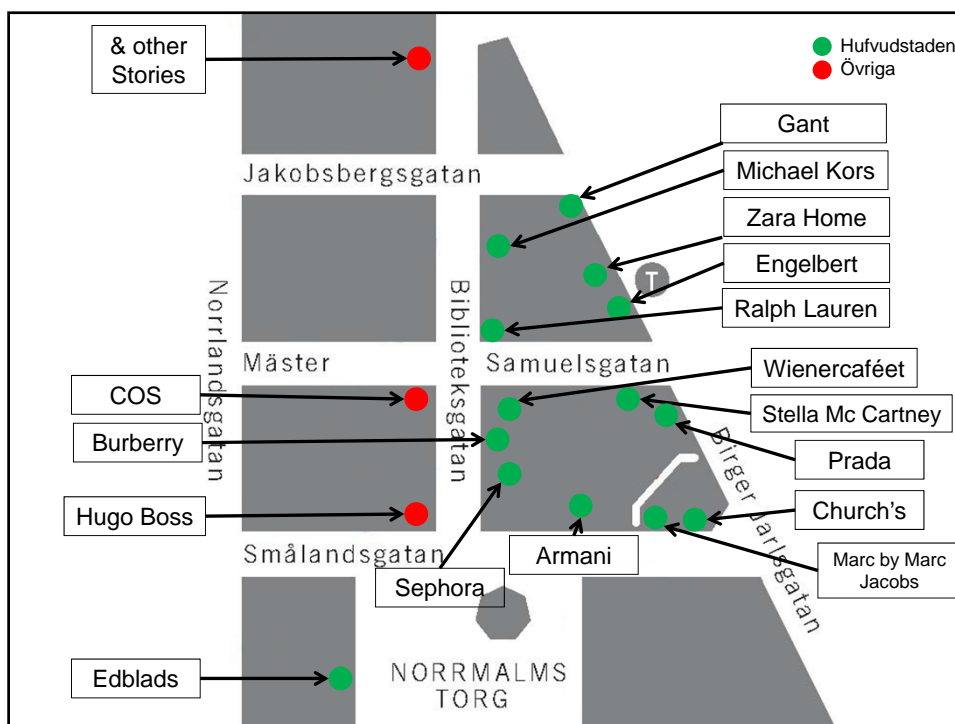 & other
Stories
Hufvudstaden
Övriga
Gant
Jakobsbergsgatan
Michael Kors
Zara Home
Engelbert
T
Ralph Lauren
Norrlandsgatan
Biblioteksgatan
Mäster Samuelsgatan
Wienercaféet
COS
Stella Mc Cartney
Burberry
Prada
Birger Jarlsgatan
Hugo Boss
Church's
Smålandsgatan
Armani
Marc by Marc
Jacobs
Sephora
Edblads
NORRMALMS
TORG